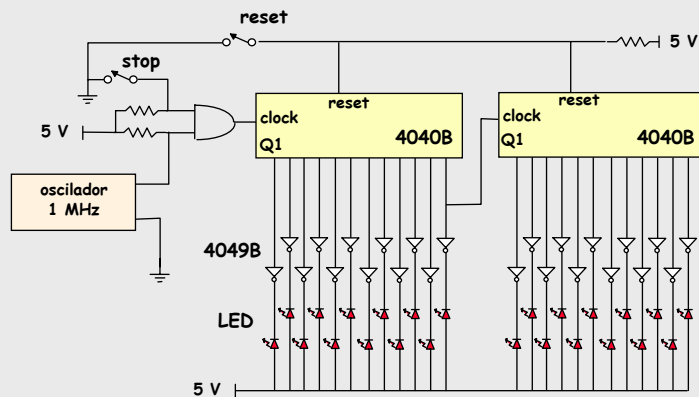 reset
5 V
stop
reset
reset
clock
clock
5 V
Q1
4040B
Q1
4040B
oscilador
1 MHz
4049B
LED
5 V